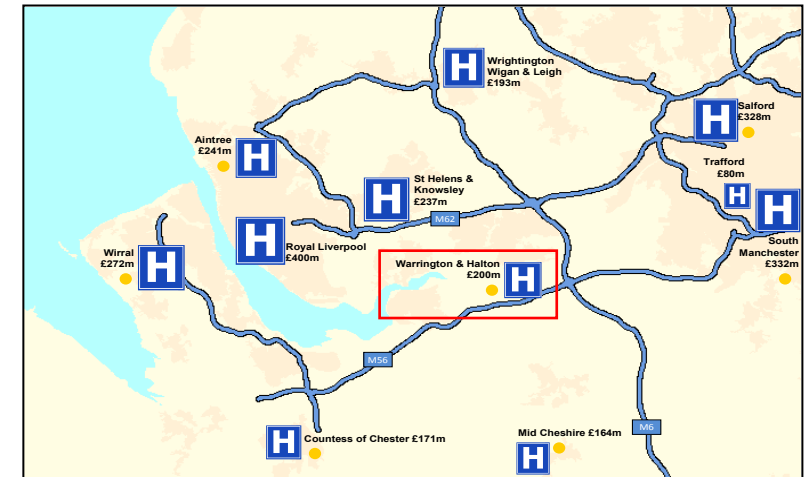 H
Wrightington
Wigan & Leigh
£193m
H
Salford
£328m
Aintree
£241m
H
Trafford
£80m
H
St Helens &
Knowsley
£237m
H
H
South
Manchester
£332m
M62
H
Royal Liverpool
£400m
Wirral
£272m
H
Warrington & Halton
£200m
H
M56
M6
H
Countess of Chester £171m
Mid Cheshire £164m
H